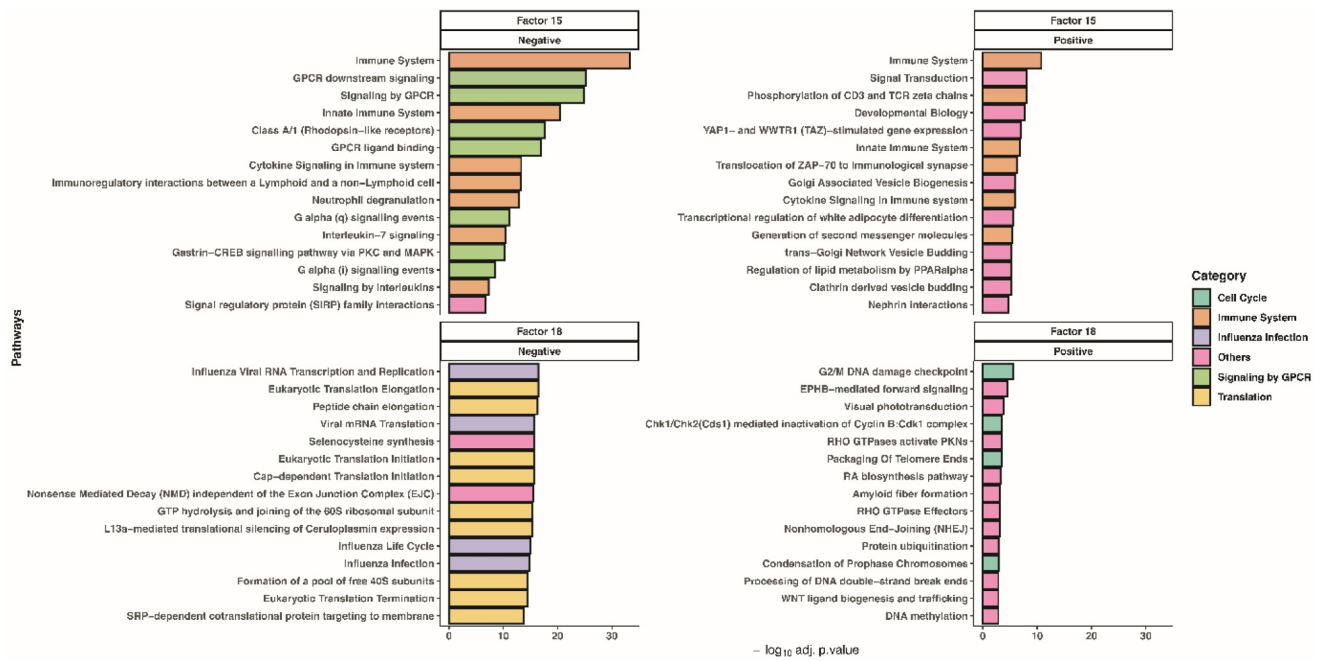 Factor 15
Negative
Immune System
GPCR downstream signaling
Signaling by GPCR
Innate Immune System
Class A/1 (Rhodopsin−like receptors)
GPCR ligand binding
Cytokine Signaling in Immune system
Immunoregulatory interactions between a Lymphoid and a non−Lymphoid cell
Neutrophil degranulation
G alpha (q) signalling events
Interleukin−7 signaling
Gastrin−CREB signalling pathway via PKC and MAPK
G alpha (i) signalling events
Signaling by Interleukins
Signal regulatory protein (SIRP) family interactions
Factor 15
Positive
Immune System
Signal Transduction
Phosphorylation of CD3 and TCR zeta chains
Developmental Biology
YAP1− and WWTR1 (TAZ)−stimulated gene expression
Innate Immune System
Translocation of ZAP−70 to Immunological synapse
Golgi Associated Vesicle Biogenesis
Cytokine Signaling in Immune system
Transcriptional regulation of white adipocyte differentiation
Generation of second messenger molecules
trans−Golgi Network Vesicle Budding
Regulation of lipid metabolism by PPARalpha
Clathrin derived vesicle budding
Nephrin interactions
Pathways
Factor 18
Negative
Influenza Viral RNA Transcription and Replication
Eukaryotic Translation Elongation
Peptide chain elongation
Viral mRNA Translation
Selenocysteine synthesis
Eukaryotic Translation Initiation
Cap−dependent Translation Initiation
Nonsense Mediated Decay (NMD) independent of the Exon Junction Complex (EJC)
GTP hydrolysis and joining of the 60S ribosomal subunit
L13a−mediated translational silencing of Ceruloplasmin expression
Influenza Life Cycle
Influenza Infection
Formation of a pool of free 40S subunits
Eukaryotic Translation Termination
SRP−dependent cotranslational protein targeting to membrane
0 10 20 30
Factor 18
Positive
G2/M DNA damage checkpoint
EPHB−mediated forward signaling
Visual phototransduction
Chk1/Chk2(Cds1) mediated inactivation of Cyclin B:Cdk1 complex
RHO GTPases activate PKNs
Packaging Of Telomere Ends
RA biosynthesis pathway
Amyloid fiber formation
RHO GTPase Effectors
Nonhomologous End−Joining (NHEJ)
Protein ubiquitination
Condensation of Prophase Chromosomes
Processing of DNA double−strand break ends
WNT ligand biogenesis and trafficking
DNA methylation
0 10 20 30
− log10 adj. p.value
Category
Cell Cycle
Immune System
Influenza Infection
Others
Signaling by GPCR
Translation